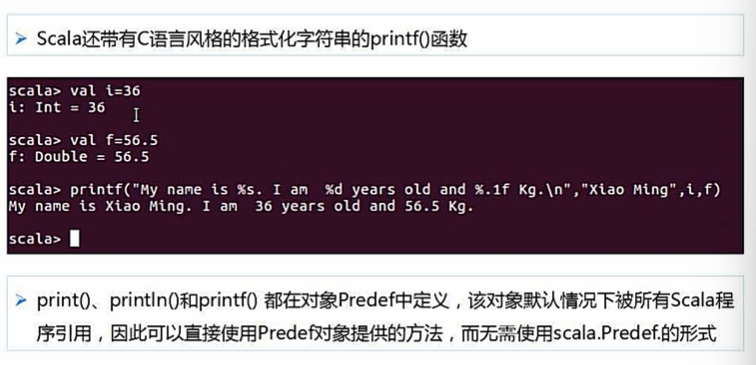 Scala还带有C语言风格的格式化字符串的printf()函数
scala> val i=36
i: Int = 36
scala> val f=56.5
f: Double = 56.5
scala> printf("My name is %s. I am  %d years old and %.1f Kg.\n","Xiao Ming",i,f)
My name is Xiao Ming. I am  36 years old and 56.5 Kg.
scala>
print()、println()和printf() 都在对象Predef中定义，该对象默认情况下被所有Scala程
序引用，因此可以直接使用Predef对象提供的方法，而无需使用scala.Predef.的形式